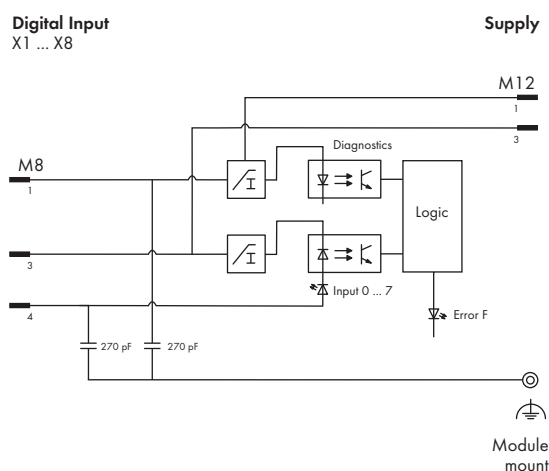 Digital Input
X1 ... X8
Supply
M12
1
3
Diagnostics
M8
1
I
Logic
3
I
4
Input 0 ... 7
Error F
270 pF
270 pF
Module
mount